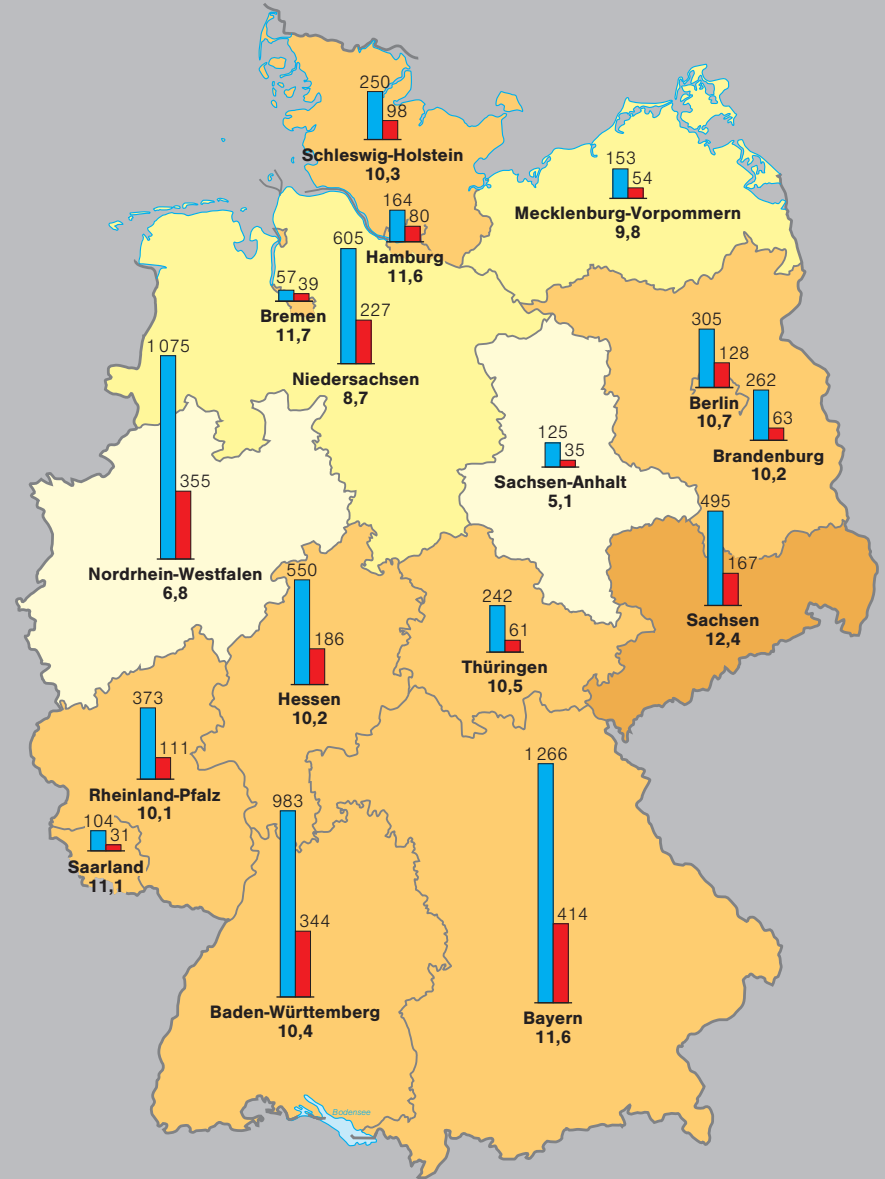 250
98
Schleswig-Holstein
10,3
153
54
Mecklenburg-Vorpommern
9,8
164
80
Hamburg
11,6
605
227
Niedersachsen
8,7
57
39
Bremen
11,7
1 075
355
Nordrhein-Westfalen
6,8
305
128
Berlin
10,7
262
63
Brandenburg
10,2
125
35
Sachsen-Anhalt
5,1
495
167
Sachsen
12,4
550
186
Hessen
10,2
242
61
Thüringen
10,5
373
111
Rheinland-Pfalz
10,1
104
31
Saarland
11,1
983
344
Baden-Württemberg
10,4
1 266
414
Bayern
11,6
Bodensee